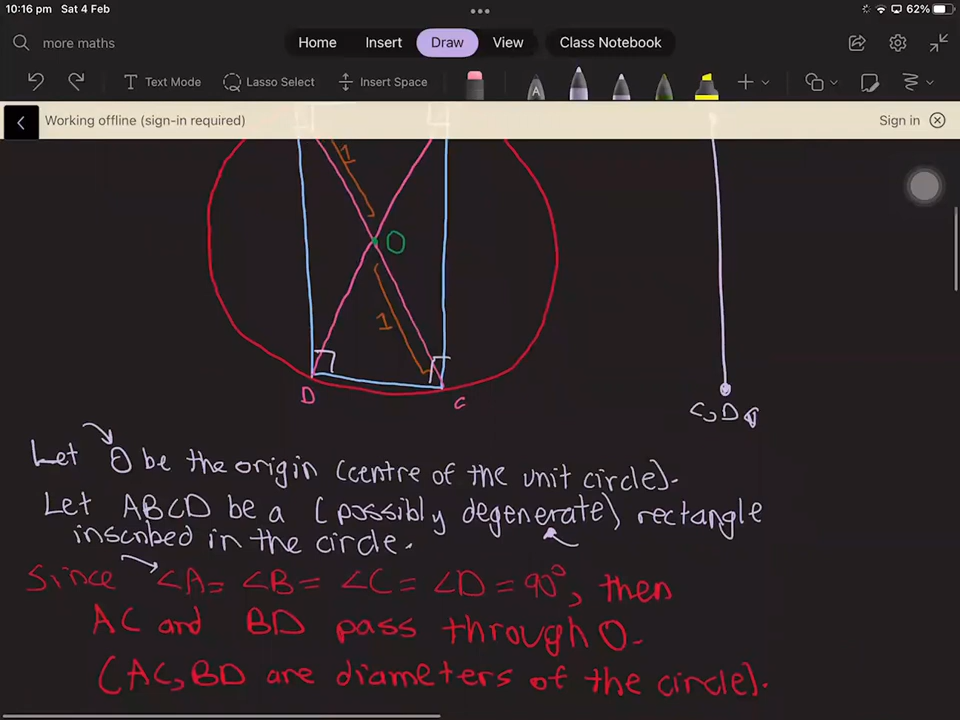 10:16 pm Sat 4 Feb
62%
more maths
Home Insert Draw View Class Notebook
Text Mode Lasso Select Insert Space
A
Working offline (sign-in required) Sign in
1
O
1
D
C
C,D
Let O be the origin (centre of the unit circle).
Let ABCD be a (possibly degenerate) rectangle
inscribed in the circle.
Since ∠A= ∠B= ∠C= ∠D=90°, then
AC and BD pass through O.
(AC,BD are diameters of the circle).